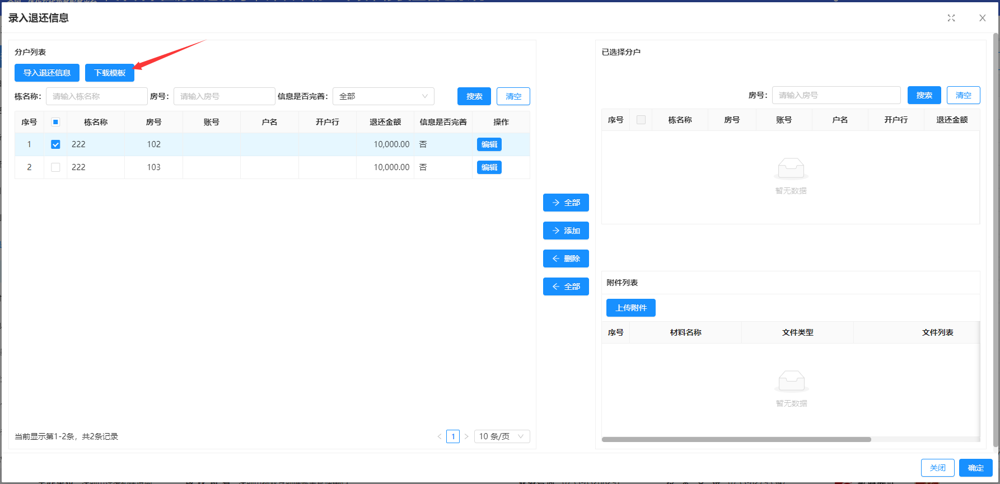 录入退还信息
分户列表
导入退还信息 下载模板
栋名称： 请输入栋名称 房号： 请输入房号 信息是否完善： 全部 搜索 清空
序号 栋名称 房号 账号 户名 开户行 退还金额 信息是否完善 操作
1 222 102 10,000.00 否 编辑
2 222 103 10,000.00 否 编辑
当前显示第1-2条，共2条记录 1 10 条/页
全部
添加
删除
全部
已选择分户
房号： 请输入房号 搜索 清空
序号 栋名称 房号 账号 户名 开户行 退还金额
暂无数据
附件列表
上传附件
序号 材料名称 文件类型 文件列表
暂无数据
关闭 确定